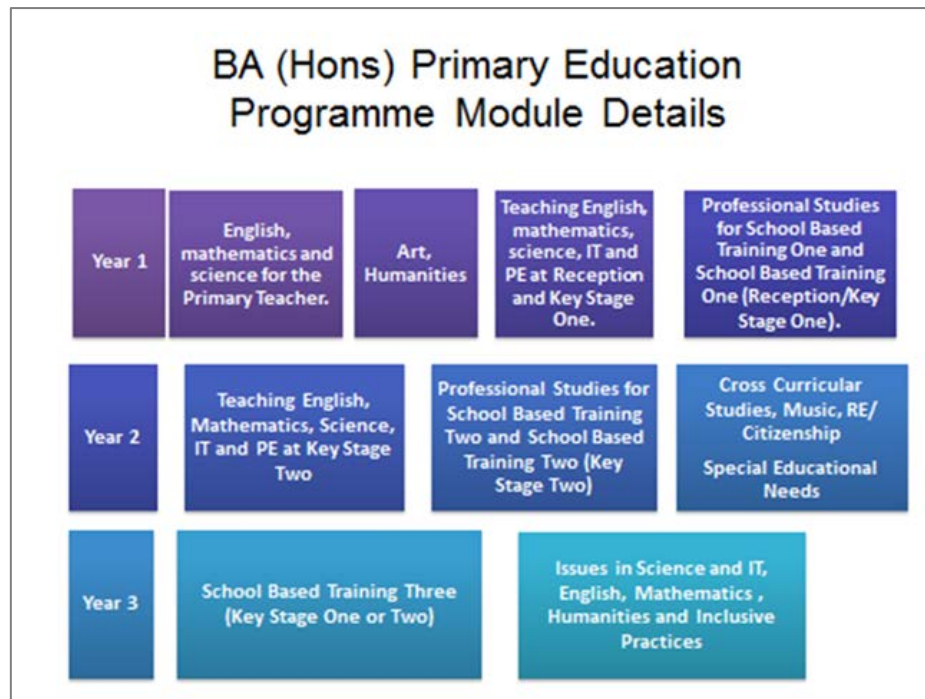 BA (Hons) Primary Education
Programme Module Details
Year 1
English,
mathematics and
science for the
Primary Teacher.
Art,
Humanities
Teaching English,
mathematics,
science, IT and
PE at Reception
and Key Stage
One.
Professional Studies
for School Based
Training One and
School Based Training
One (Reception/Key
Stage One).
Year 2
Teaching English,
Mathematics, Science,
IT and PE at Key Stage
Two
Professional Studies for
School Based Training
Two and School Based
Training Two (Key
Stage Two)
Cross Curricular
Studies, Music, RE/
Citizenship
Special Educational
Needs
Year 3
School Based Training Three
(Key Stage One or Two)
Issues in Science and IT,
English, Mathematics ,
Humanities and Inclusive
Practices